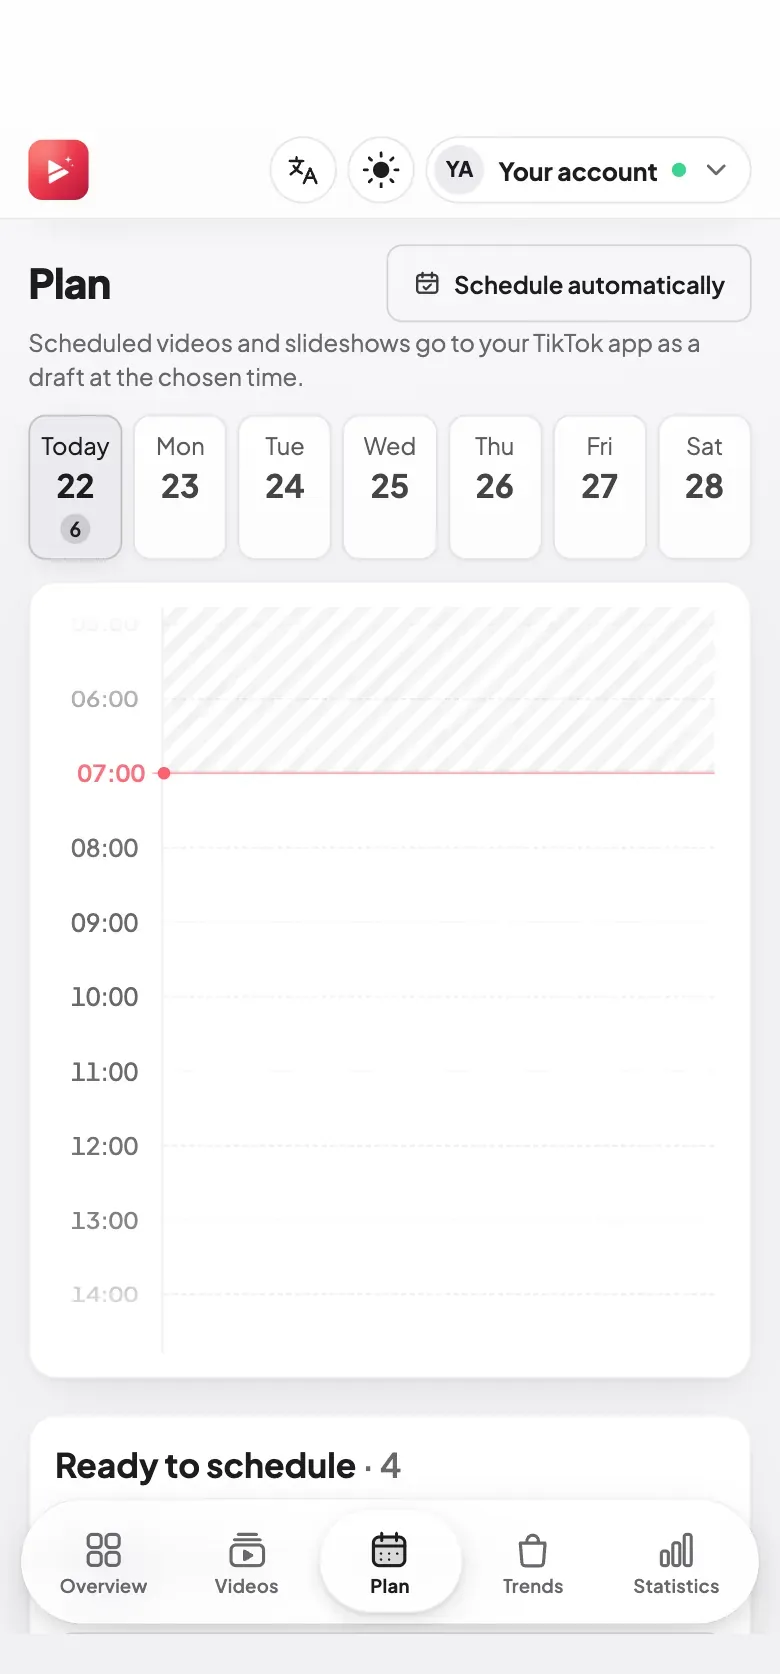 YA Your account
Plan
Schedule automatically
Scheduled videos and slideshows go to your TikTok app as a
draft at the chosen time.
Today Mon Tue Wed Thu Fri Sat
22 23 24 25 26 27 28
6
06:00
07:00
08:00
09:00
10:00
11:00
12:00
13:00
14:00
Ready to schedule · 4
Overview Videos Plan Trends Statistics